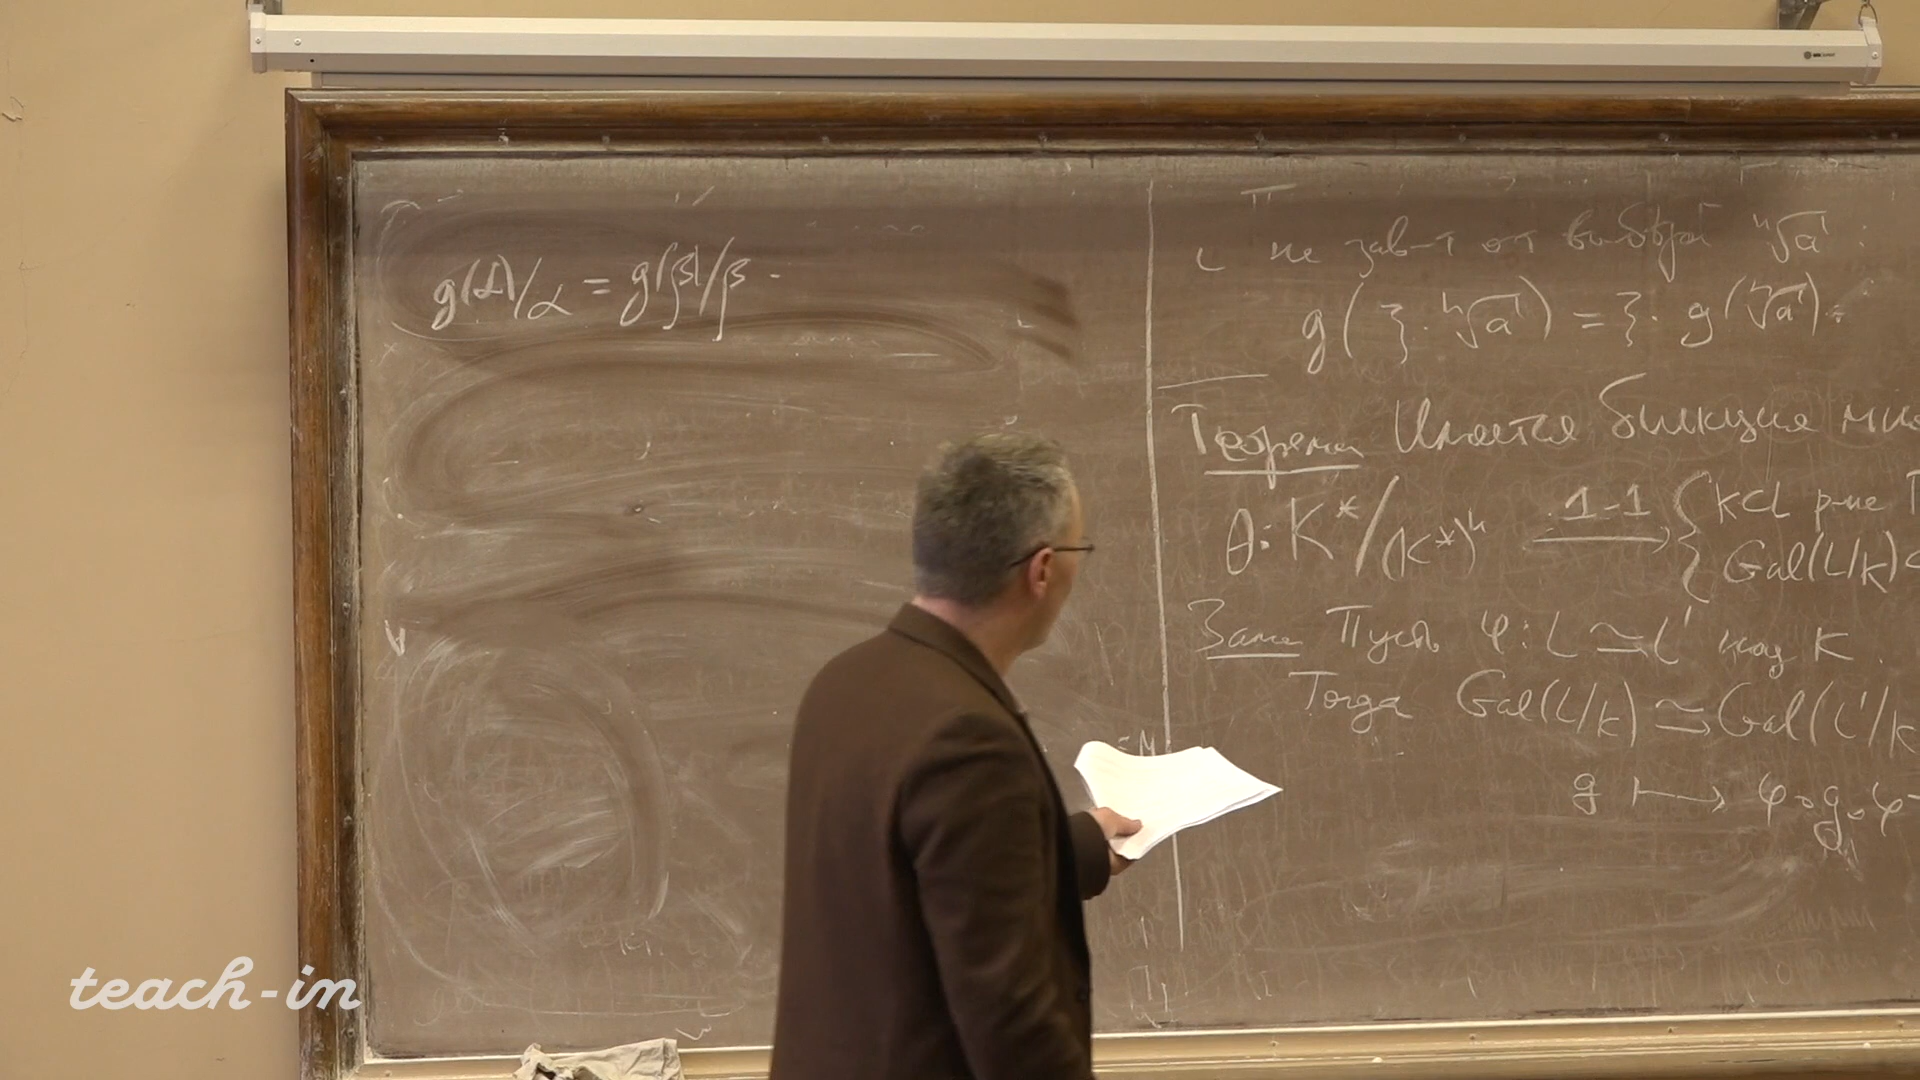 g(α)/α = g(β)/β .
не зав-т от выбора ⁿ√a :
g(ζ · ⁿ√a) = ζ · g(ⁿ√a).
Теорема Имеется биекция
θ: K*/(K*)ⁿ 1-1 → { K⊂L р-ие
Gal(L/K)
Зам Пусть φ: L ≃ L' над K.
Тогда Gal(L/K) ≃ Gal(L'/K
g ⟼ φ∘g∘φ
teach-in